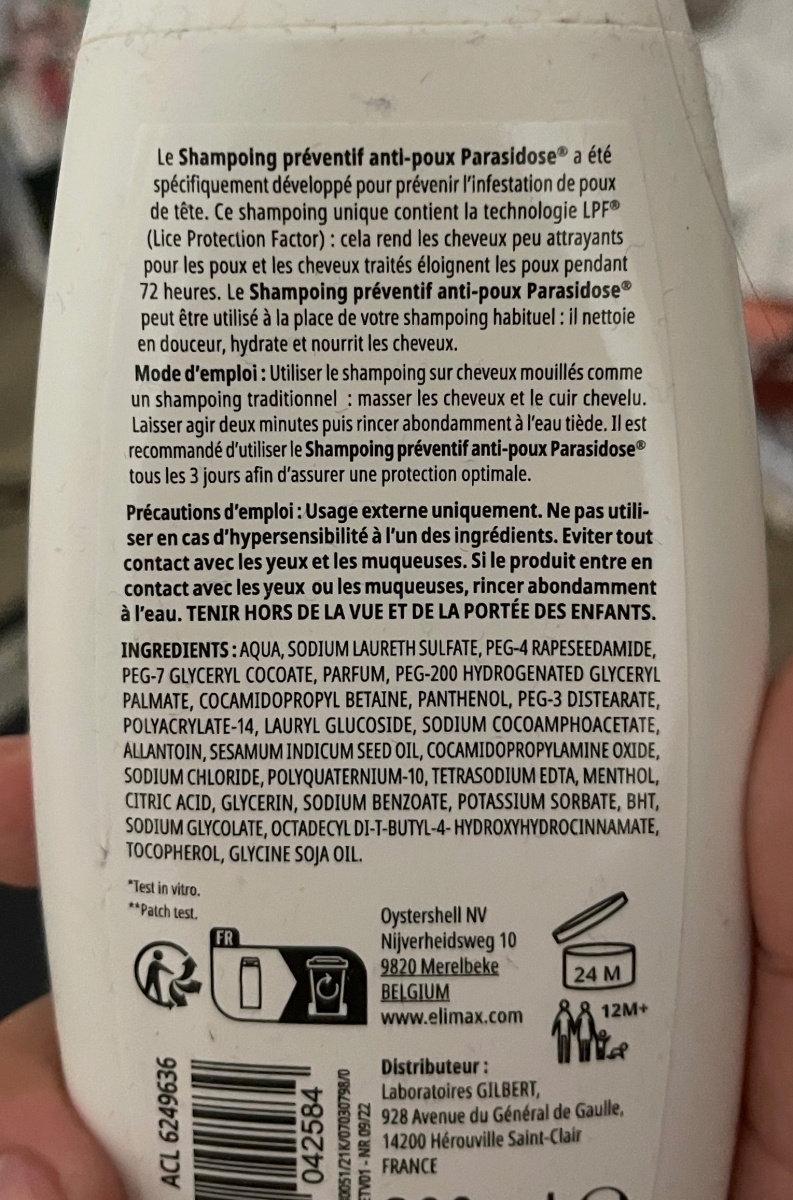 Le Shampoing préventif anti-poux Parasidose® a été
spécifiquement développé pour prévenir l'infestation de poux
de tête. Ce shampoing unique contient la technologie LPF®
(Lice Protection Factor) : cela rend les cheveux peu attrayants
pour les poux et les cheveux traités éloignent les poux pendant
72 heures. Le Shampoing préventif anti-poux Parasidose®
peut être utilisé à la place de votre shampoing habituel : il nettoie
en douceur, hydrate et nourrit les cheveux.
Mode d'emploi : Utiliser le shampoing sur cheveux mouillés comme
un shampoing traditionnel : masser les cheveux et le cuir chevelu.
Laisser agir deux minutes puis rincer abondamment à l'eau tiède. Il est
recommandé d'utiliser le Shampoing préventif anti-poux Parasidose®
tous les 3 jours afin d'assurer une protection optimale.
Précautions d'emploi : Usage externe uniquement. Ne pas utili-
ser en cas d'hypersensibilité à l'un des ingrédients. Eviter tout
contact avec les yeux et les muqueuses. Si le produit entre en
contact avec les yeux ou les muqueuses, rincer abondamment
à l'eau. TENIR HORS DE LA VUE ET DE LA PORTÉE DES ENFANTS.
INGREDIENTS : AQUA, SODIUM LAURETH SULFATE, PEG-4 RAPESEEDAMIDE,
PEG-7 GLYCERYL COCOATE, PARFUM, PEG-200 HYDROGENATED GLYCERYL
PALMATE, COCAMIDOPROPYL BETAINE, PANTHENOL, PEG-3 DISTEARATE,
POLYACRYLATE-14, LAURYL GLUCOSIDE, SODIUM COCOAMPHOACETATE,
ALLANTOIN, SESAMUM INDICUM SEED OIL, COCAMIDOPROPYLAMINE OXIDE,
SODIUM CHLORIDE, POLYQUATERNIUM-10, TETRASODIUM EDTA, MENTHOL,
CITRIC ACID, GLYCERIN, SODIUM BENZOATE, POTASSIUM SORBATE, BHT,
SODIUM GLYCOLATE, OCTADECYL DI-T-BUTYL-4- HYDROXYHYDROCINNAMATE,
TOCOPHEROL, GLYCINE SOJA OIL.
*Test in vitro.
**Patch test.
FR
Oystershell NV
Nijverheidsweg 10
9820 Merelbeke
BELGIUM
www.elimax.com
24 M
12M+
Distributeur :
Laboratoires GILBERT,
928 Avenue du Général de Gaulle,
14200 Hérouville Saint-Clair
FRANCE
ACL 6249636
042584
0051/21K/07030798/0
ETV01 - NR 09/22